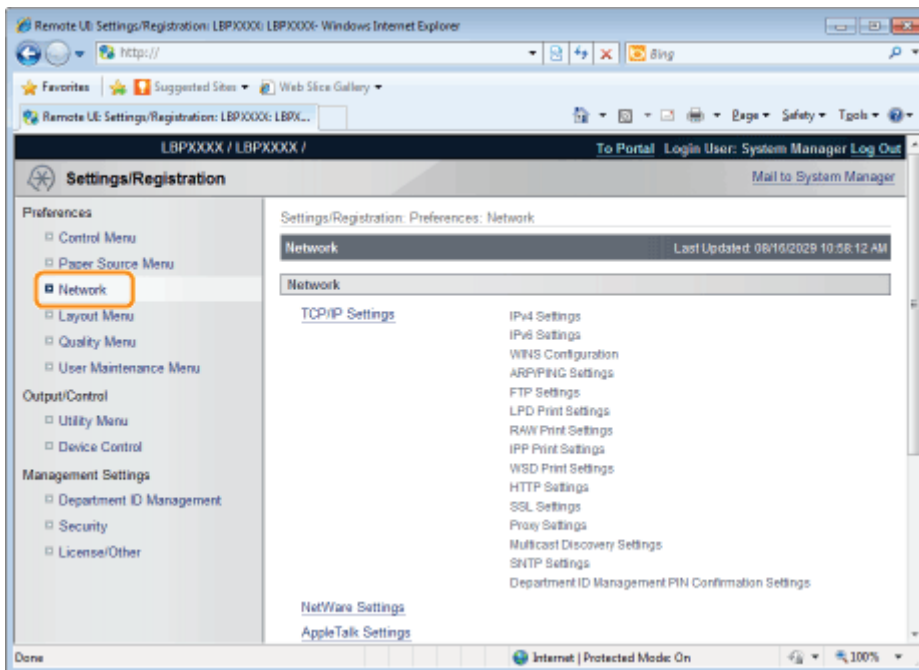 Remote UI: Settings/Registration: LBPXXXX: LBPXXXX- Windows Internet Explorer
http://
Bing
Favorites Suggested Sites Web Slice Gallery
Remote UI: Settings/Registration: LBPXXXX: LBPX...
Page Safety Tools
LBPXXXX / LBPXXXX /
To Portal Login User: System Manager Log Out
Settings/Registration
Mail to System Manager
Preferences
Control Menu
Paper Source Menu
Network
Layout Menu
Quality Menu
User Maintenance Menu
Output/Control
Utility Menu
Device Control
Management Settings
Department ID Management
Security
License/Other
Settings/Registration: Preferences: Network
Network Last Updated: 08/16/2029 10:58:12 AM
Network
TCP/IP Settings
IPv4 Settings
IPv6 Settings
WINS Configuration
ARP/PING Settings
FTP Settings
LPD Print Settings
RAW Print Settings
IPP Print Settings
WSD Print Settings
HTTP Settings
SSL Settings
Proxy Settings
Multicast Discovery Settings
SNTP Settings
Department ID Management PIN Confirmation Settings
NetWare Settings
AppleTalk Settings
Done
Internet | Protected Mode: On
100%